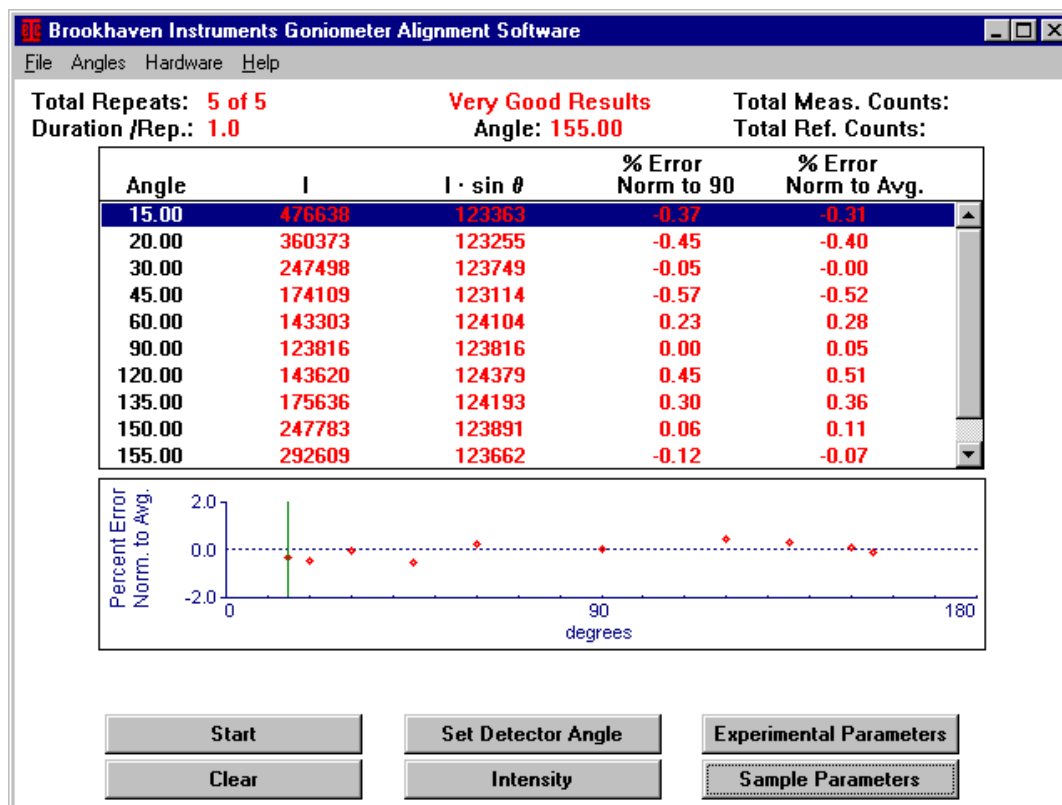 Brookhaven Instruments Goniometer Alignment Software
File Angles Hardware Help
Total Repeats: 5 of 5 Very Good Results Total Meas. Counts:
Duration /Rep.: 1.0 Angle: 155.00 Total Ref. Counts:
% Error % Error
Angle I I · sin θ Norm to 90 Norm to Avg.
15.00 476638 123363 -0.37 -0.31
20.00 360373 123255 -0.45 -0.40
30.00 247498 123749 -0.05 -0.00
45.00 174109 123114 -0.57 -0.52
60.00 143303 124104 0.23 0.28
90.00 123816 123816 0.00 0.05
120.00 143620 124379 0.45 0.51
135.00 175636 124193 0.30 0.36
150.00 247783 123891 0.06 0.11
155.00 292609 123662 -0.12 -0.07
Percent Error
Norm. to Avg.
2.0
0.0
-2.0
0 90 180
degrees
Start Set Detector Angle Experimental Parameters
Clear Intensity Sample Parameters